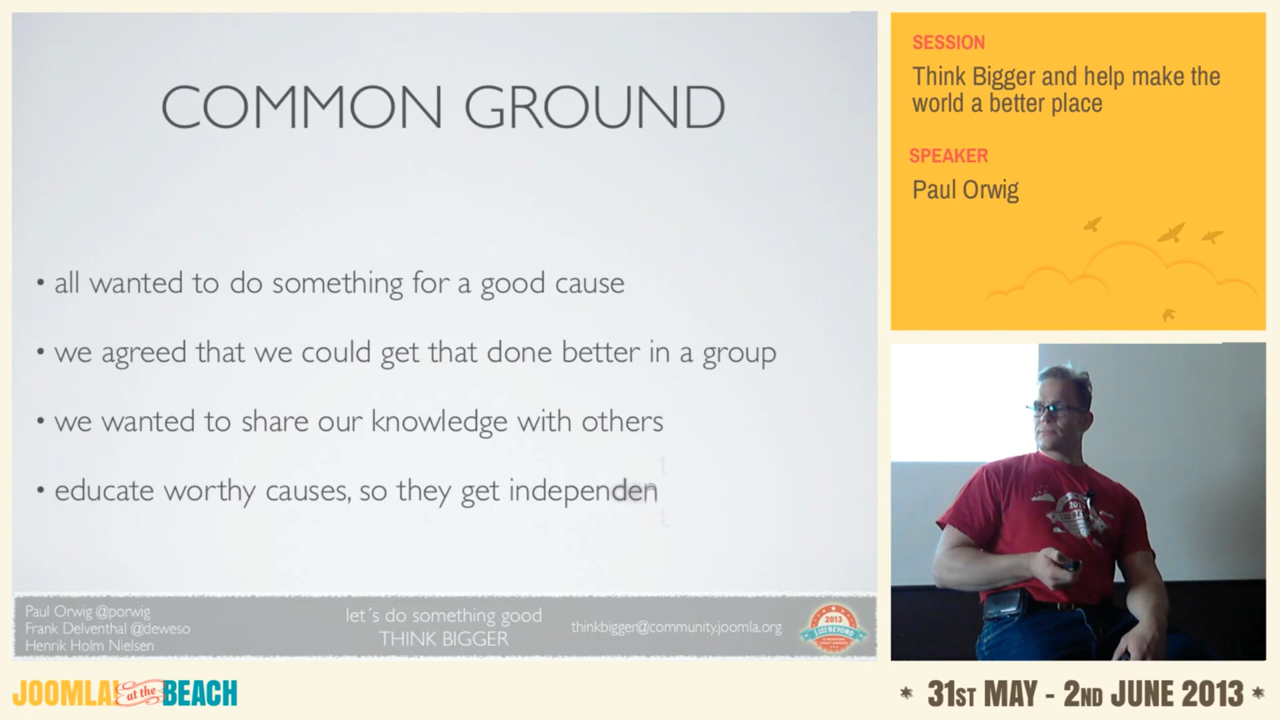 COMMON GROUND
• all wanted to do something for a good cause
• we agreed that we could get that done better in a group
• we wanted to share our knowledge with others
• educate worthy causes, so they get independen
Paul Orwig @porwig
Frank Delventhal @deweso
Henrik Holm Nielsen
let´s do something good
THINK BIGGER
thinkbigger@community.joomla.org
2013
J AND BEYOND
SESSION
Think Bigger and help make the
world a better place
SPEAKER
Paul Orwig
JOOMLA! at the BEACH
* 31ST MAY - 2ND JUNE 2013 *